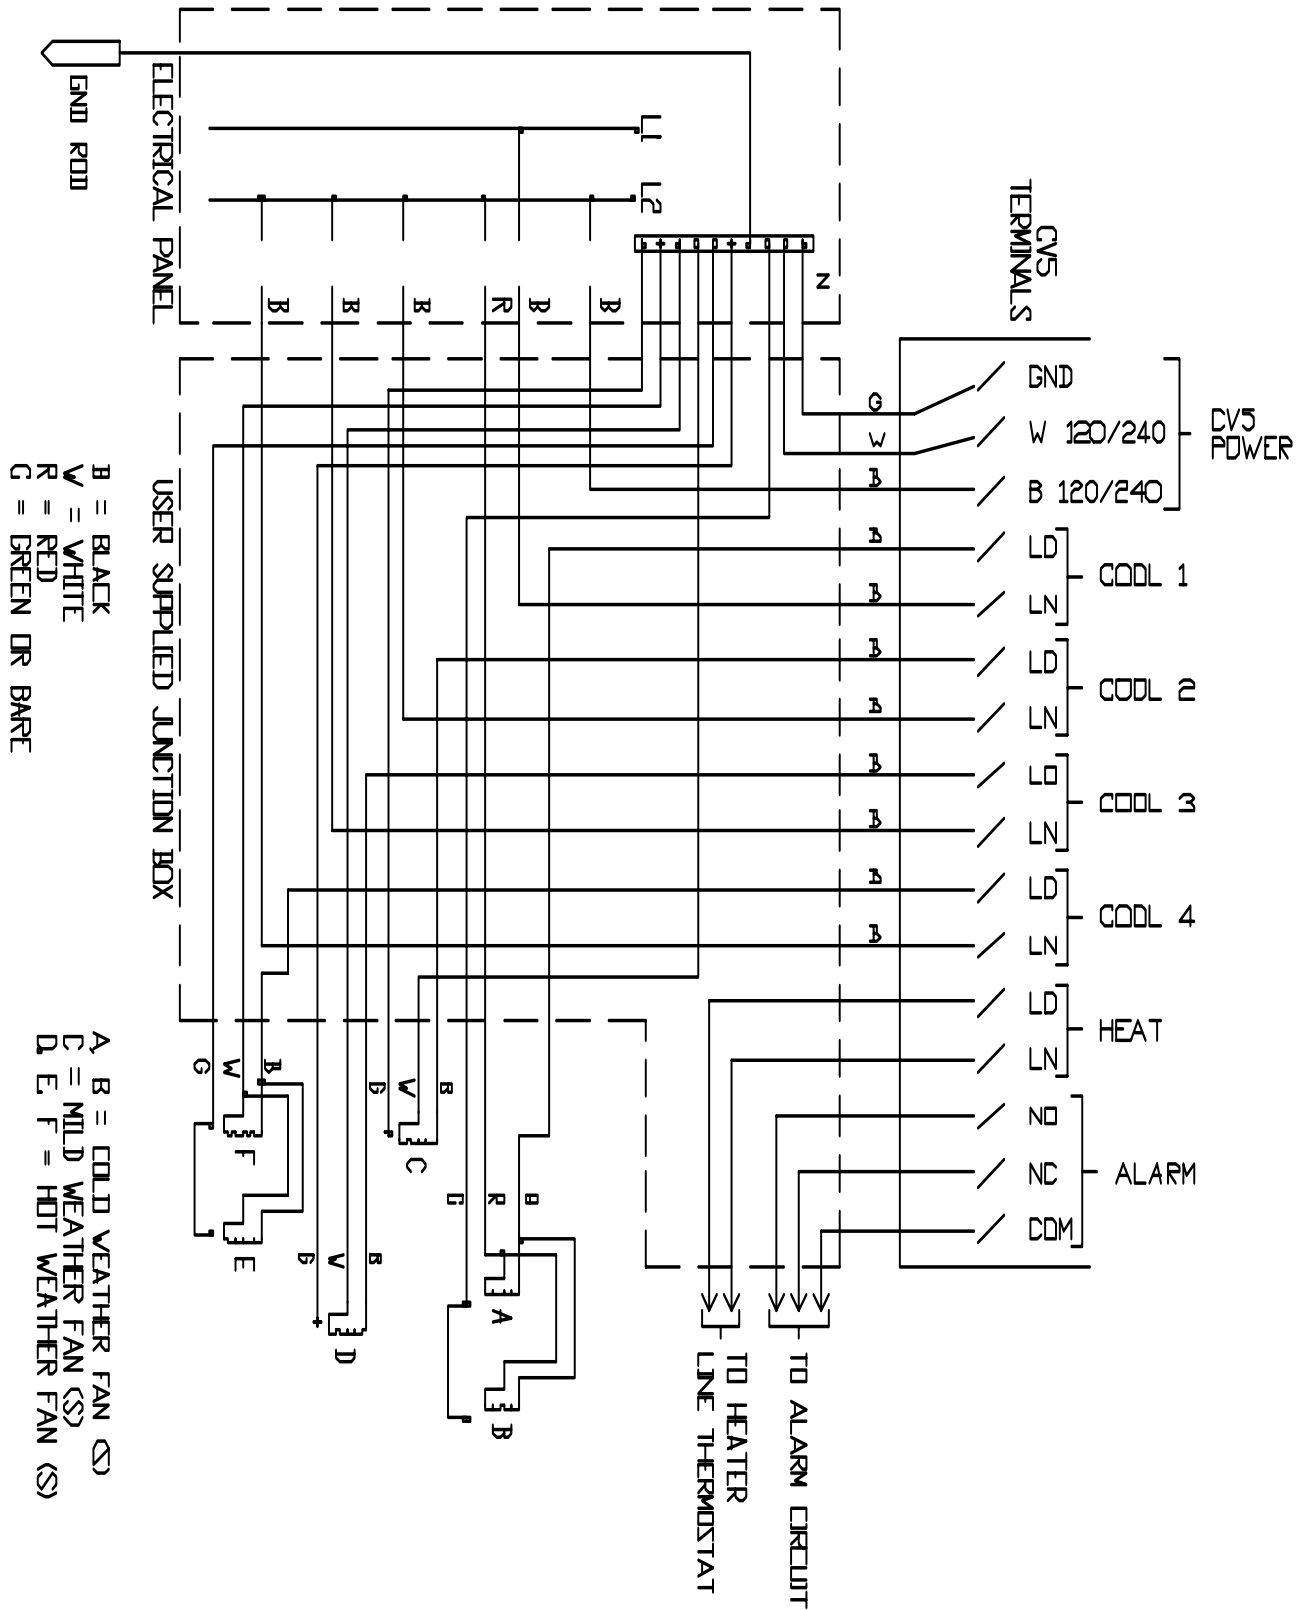 GND ROD
ELECTRICAL PANEL
L1
L2
N
B
B
B
R
B
B
CV5
TERMINALS
GND
W 120/240
B 120/240
CV5
POWER
LO
LN
COOL 1
LO
LN
COOL 2
LO
LN
COOL 3
LO
LN
COOL 4
LO
LN
HEAT
NO
NC
COM
ALARM
G
W
B
B
B
B
B
B
B
B
B
USER SUPPLIED JUNCTION BOX
B = BLACK
W = WHITE
R = RED
G = GREEN OR BARE
G
W
B
F
E
G
W
B
C
G
W
B
D
G
R
B
A
B
A, B = COLD WEATHER FAN (S)
C = MILD WEATHER FAN (S)
D, E, F = HOT WEATHER FAN (S)
TO HEATER
LINE THERMOSTAT
TO ALARM CIRCUIT